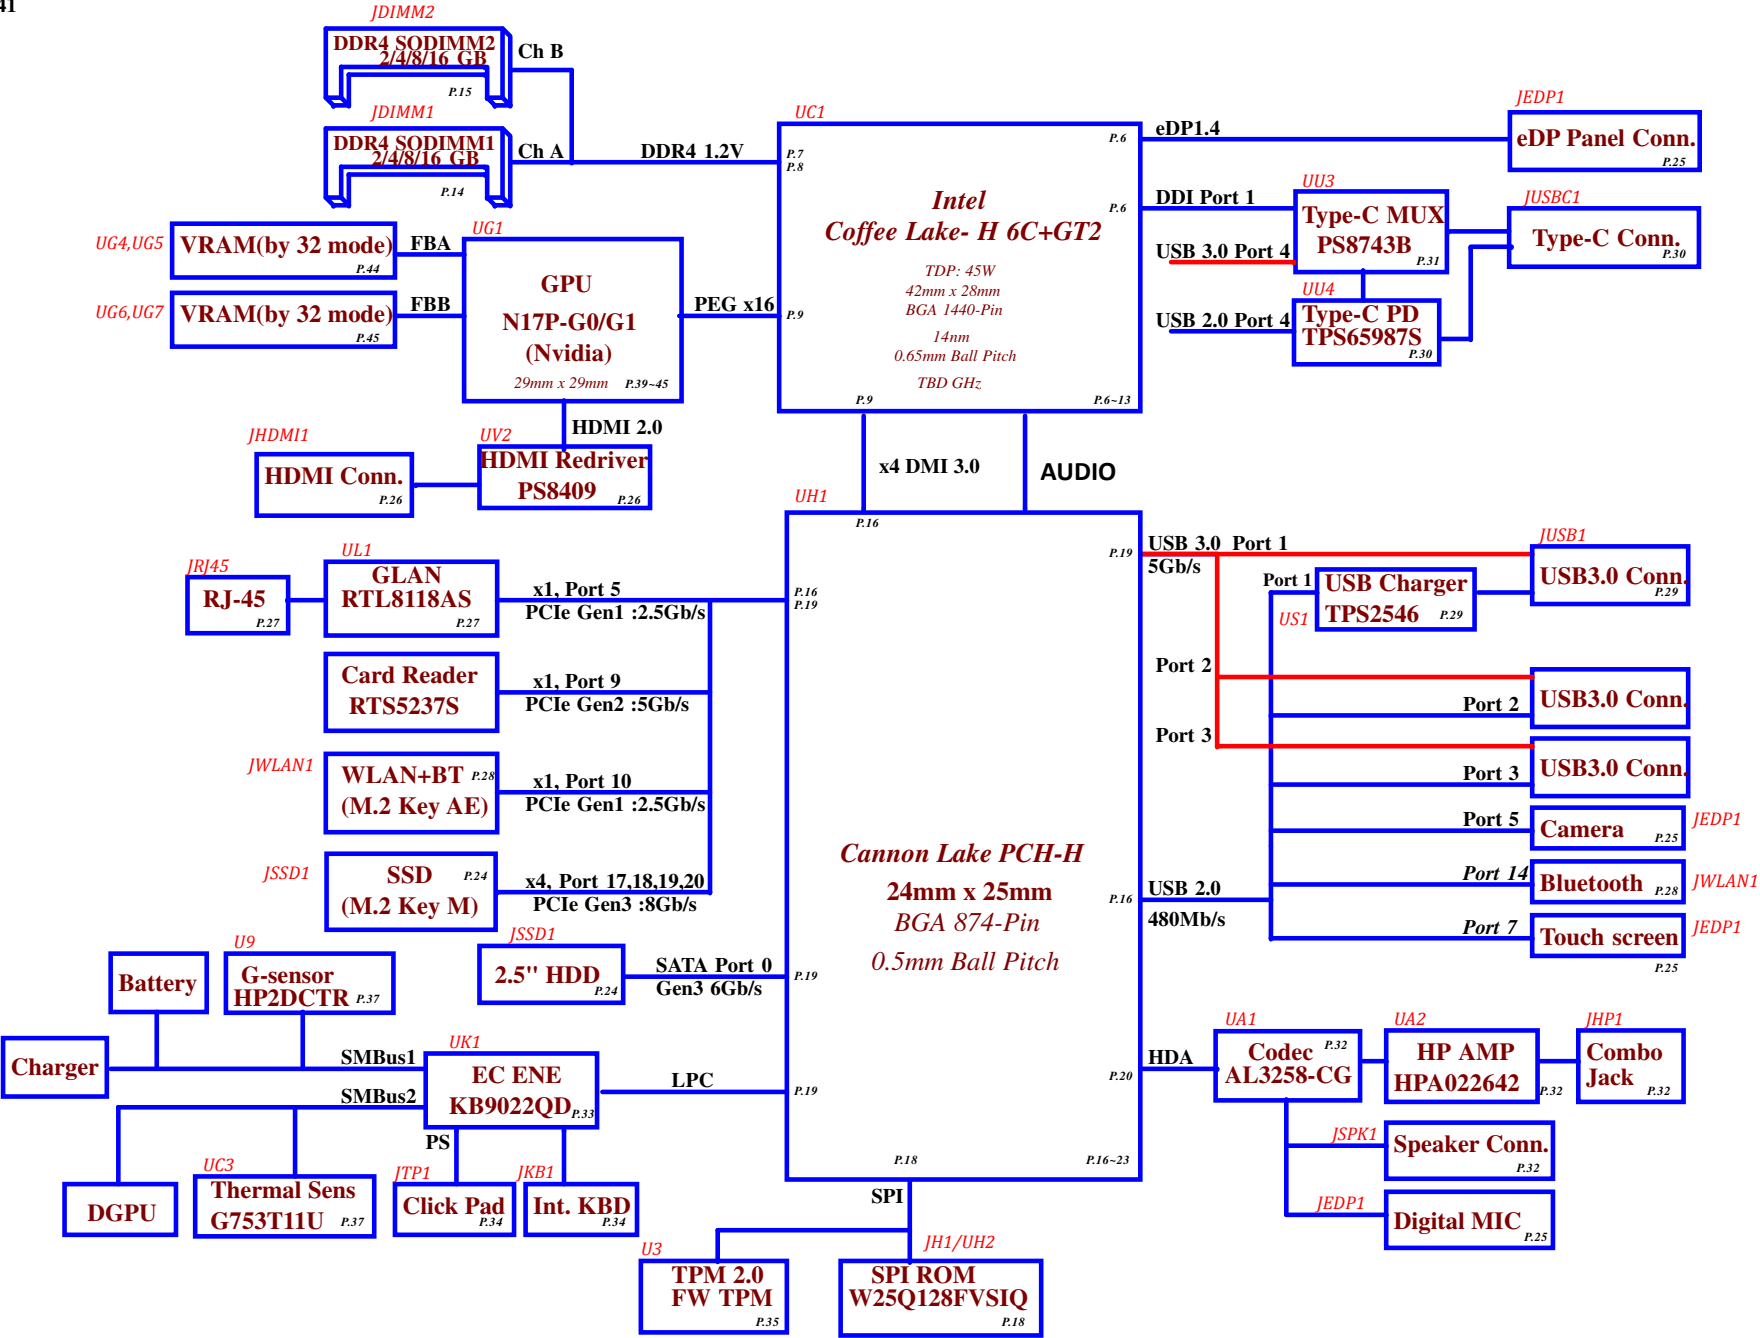 41
JDIMM2
DDR4 SODIMM2
2/4/8/16 GB
P.15
Ch B
JDIMM1
DDR4 SODIMM1
2/4/8/16 GB
P.14
Ch A
DDR4 1.2V
UG4,UG5
VRAM(by 32 mode)
P.44
FBA
UG6,UG7
VRAM(by 32 mode)
P.45
FBB
UG1
GPU
N17P-G0/G1
(Nvidia)
29mm x 29mm
P.39~45
PEG x16
HDMI 2.0
JHDMI1
HDMI Conn.
P.26
UV2
HDMI Redriver
PS8409
P.26
UC1
P.7
P.8
P.6
P.6
P.9
Intel
Coffee Lake- H 6C+GT2
TDP: 45W
42mm x 28mm
BGA 1440-Pin
14nm
0.65mm Ball Pitch
TBD GHz
P.9
P.6~13
eDP1.4
JEDP1
eDP Panel Conn.
P.25
DDI Port 1
USB 3.0 Port 4
USB 2.0 Port 4
UU3
Type-C MUX
PS8743B
P.31
UU4
Type-C PD
TPS65987S
P.30
JUSBC1
Type-C Conn.
P.30
x4 DMI 3.0
AUDIO
UH1
P.16
P.19
P.16
P.19
Cannon Lake PCH-H
24mm x 25mm
BGA 874-Pin
0.5mm Ball Pitch
P.16
P.19
P.20
P.19
P.18
P.16~23
JRJ45
RJ-45
P.27
UL1
GLAN
RTL8118AS
P.27
x1, Port 5
PCIe Gen1 :2.5Gb/s
Card Reader
RTS5237S
x1, Port 9
PCIe Gen2 :5Gb/s
JWLAN1
WLAN+BT
P.28
(M.2 Key AE)
x1, Port 10
PCIe Gen1 :2.5Gb/s
JSSD1
SSD
P.24
(M.2 Key M)
x4, Port 17,18,19,20
PCIe Gen3 :8Gb/s
JSSD1
2.5" HDD
P.24
SATA Port 0
Gen3 6Gb/s
USB 3.0 Port 1
5Gb/s
JUSB1
USB3.0 Conn.
P.29
Port 1
US1
USB Charger
TPS2546
P.29
Port 2
Port 2
USB3.0 Conn.
Port 3
Port 3
USB3.0 Conn.
Port 5
Camera
P.25
JEDP1
USB 2.0
480Mb/s
Port 14
Bluetooth
P.28
JWLAN1
Port 7
Touch screen
JEDP1
P.25
Battery
U9
G-sensor
HP2DCTR
P.37
Charger
SMBus1
SMBus2
UK1
EC ENE
KB9022QD
P.33
LPC
PS
DGPU
UC3
Thermal Sens
G753T11U
P.37
JTP1
Click Pad
P.34
JKB1
Int. KBD
P.34
SPI
U3
TPM 2.0
FW TPM
P.35
JH1/UH2
SPI ROM
W25Q128FVSIQ
P.18
HDA
UA1
Codec
P.32
AL3258-CG
UA2
HP AMP
HPA022642
P.32
JHP1
Combo
Jack
P.32
JSPK1
Speaker Conn.
P.32
JEDP1
Digital MIC
P.25